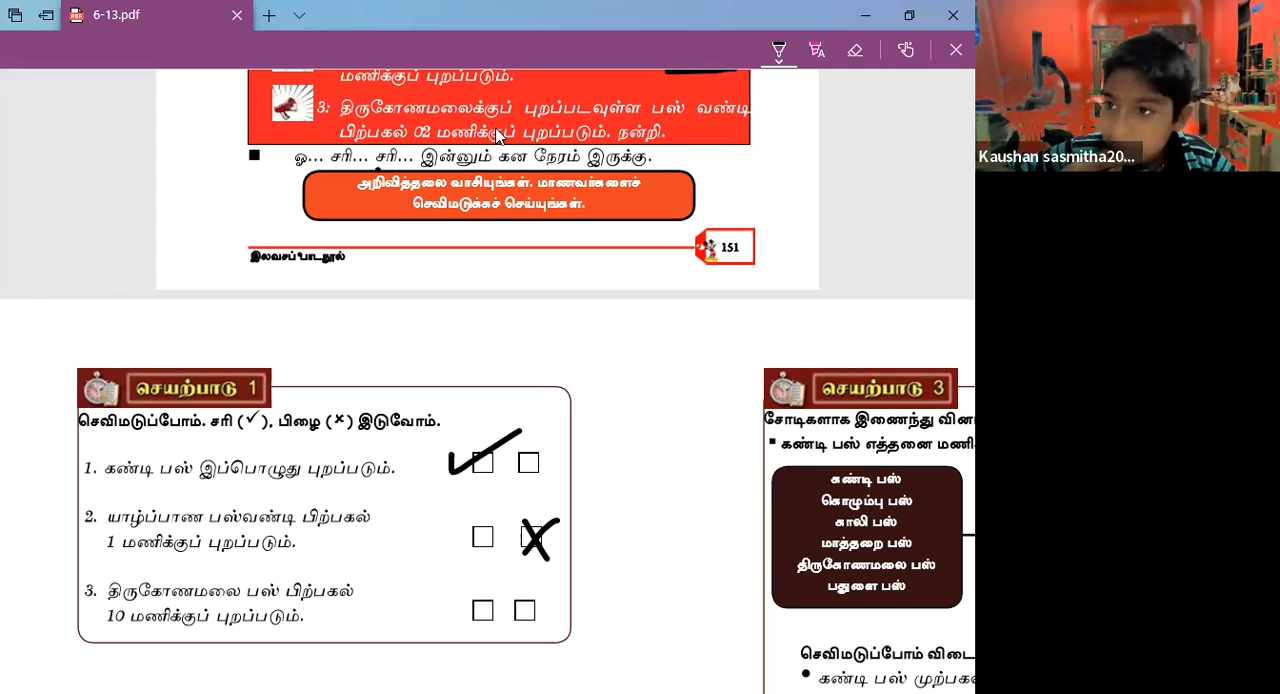 6-13.pdf
மணிக்குப் புறப்படும்.
3: திருகோணமலைக்குப் புறப்படவுள்ள பஸ் வண்டி
பிற்பகல் 02 மணிக்குப் புறப்படும். நன்றி.
ஓ... சரி... சரி... இன்னும் கன நேரம் இருக்கு.
அறிவித்தலை வாசியுங்கள். மாணவர்களைச்
செவிமடுக்கச் செய்யுங்கள்.
இலவசப் பாடநூல்
151
செயற்பாடு 1
செவிமடுப்போம். சரி (✓), பிழை (×) இடுவோம்.
1. கண்டி பஸ் இப்பொழுது புறப்படும்.
2. யாழ்ப்பாண பஸ்வண்டி பிற்பகல்
1 மணிக்குப் புறப்படும்.
3. திருகோணமலை பஸ் பிற்பகல்
10 மணிக்குப் புறப்படும்.
செயற்பாடு 3
சோடிகளாக இணைந்து
கண்டி பஸ் எத்தனை
கண்டி பஸ்
கொழும்பு பஸ்
காலி பஸ்
மாத்தறை பஸ்
திருகோணமலை பஸ்
பதுளை பஸ்
செவிமடுப்போம்
கண்டி பஸ்
Kaushan sasmitha20...